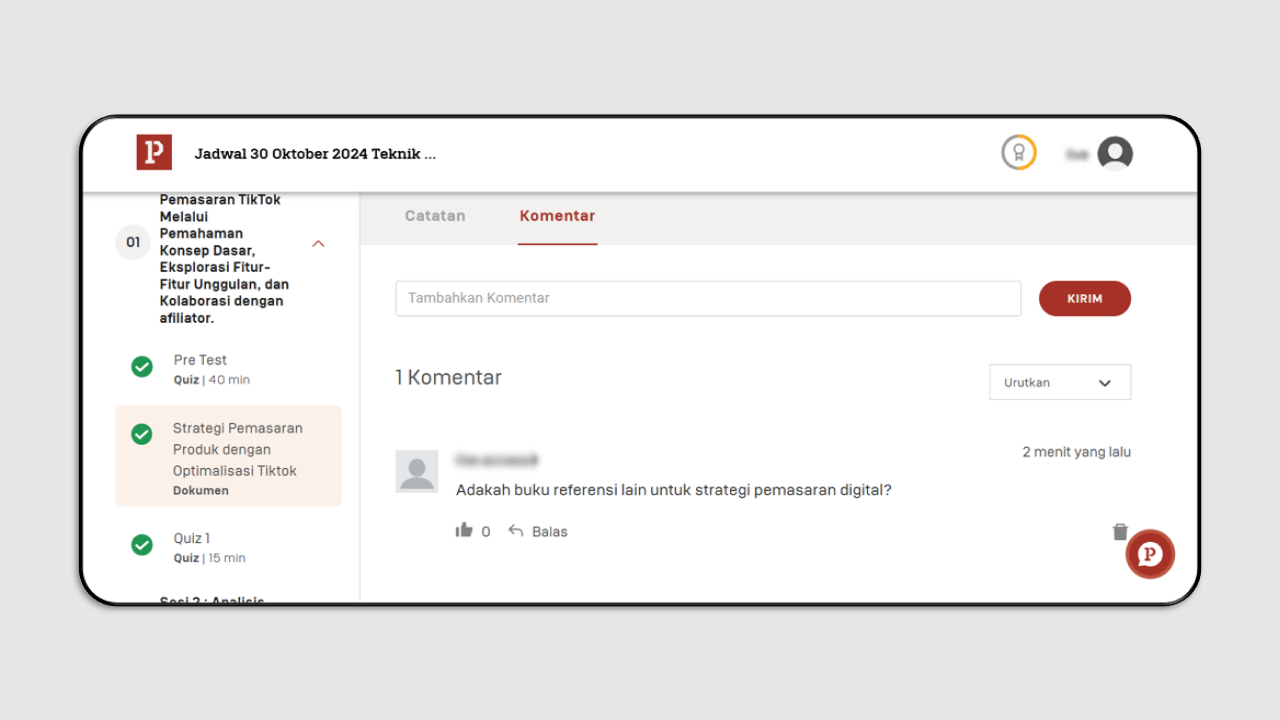 P
Jadwal 30 Oktober 2024 Teknik ...
Pemasaran TikTok
Melalui
Pemahaman
Konsep Dasar,
Eksplorasi Fitur-
Fitur Unggulan, dan
Kolaborasi dengan
afiliator.
01
Pre Test
Quiz | 40 min
Strategi Pemasaran
Produk dengan
Optimalisasi Tiktok
Dokumen
Quiz 1
Quiz | 15 min
Sesi 2 : Analisis
Catatan
Komentar
Tambahkan Komentar
KIRIM
1 Komentar
Urutkan
2 menit yang lalu
Adakah buku referensi lain untuk strategi pemasaran digital?
0
Balas
P